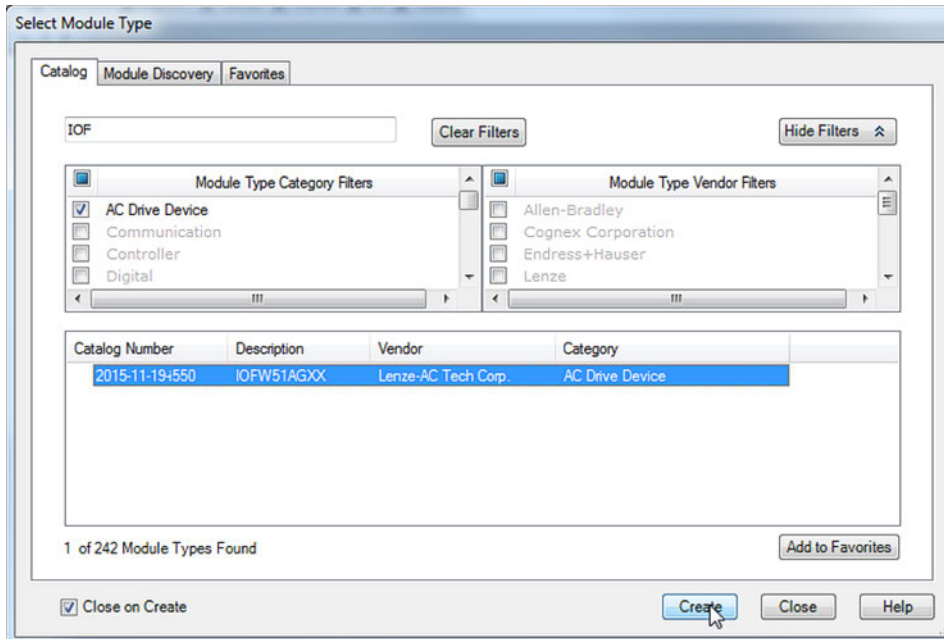 Select Module Type
Catalog Module Discovery Favorites
IOF Clear Filters Hide Filters
Module Type Category Filters Module Type Vendor Filters
AC Drive Device Allen-Bradley
Communication Cognex Corporation
Controller Endress+Hauser
Digital Lenze
Catalog Number Description Vendor Category
2015-11-19-i550 IOFW51AGXX Lenze-AC Tech Corp. AC Drive Device
1 of 242 Module Types Found Add to Favorites
Close on Create Create Close Help